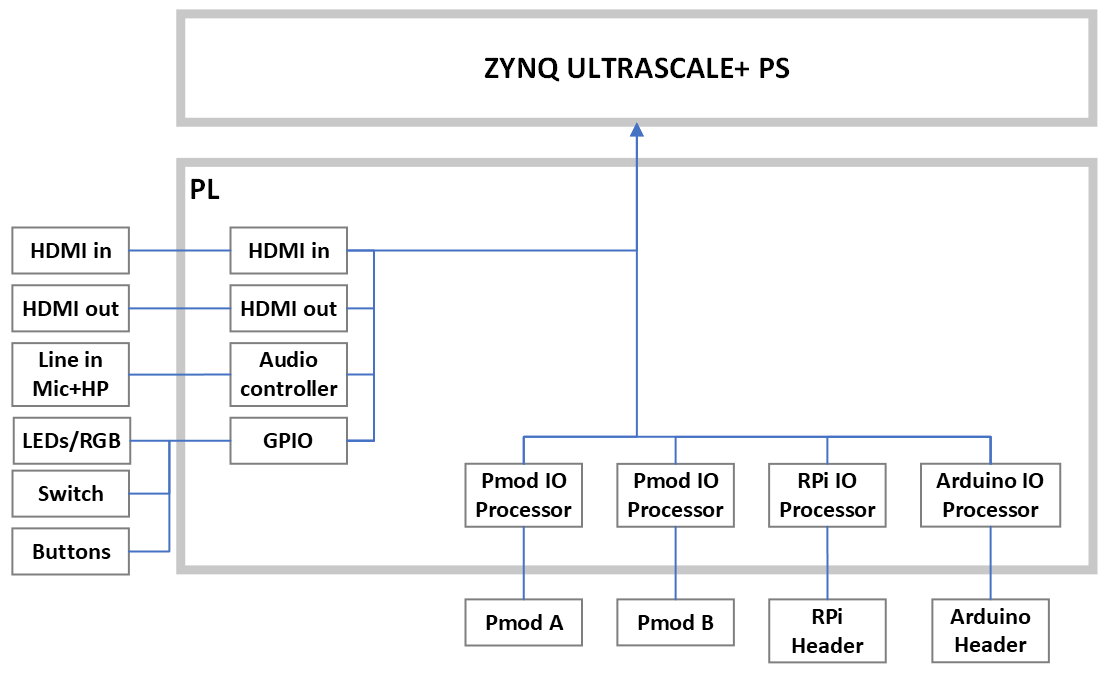 ZYNQ ULTRASCALE+ PS
PL
HDMI in
HDMI in
HDMI out
HDMI out
Line in
Mic+HP
Audio
controller
LEDs/RGB
GPIO
Switch
Buttons
Pmod IO
Processor
Pmod IO
Processor
RPi IO
Processor
Arduino IO
Processor
Pmod A
Pmod B
RPi
Header
Arduino
Header